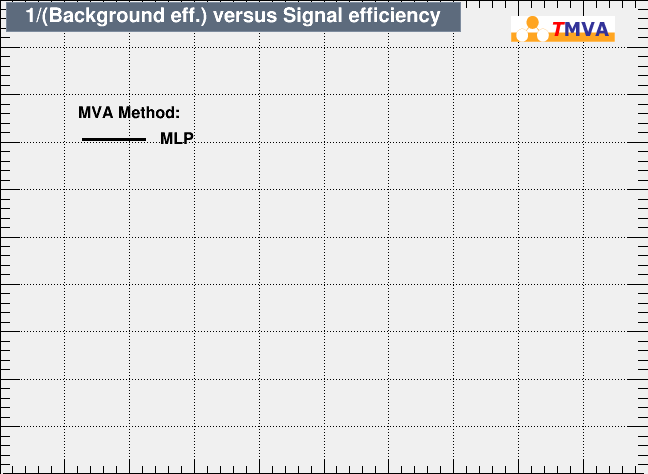 1/(Background eff.) versus Signal efficiency
TMVA
MVA Method:
MLP